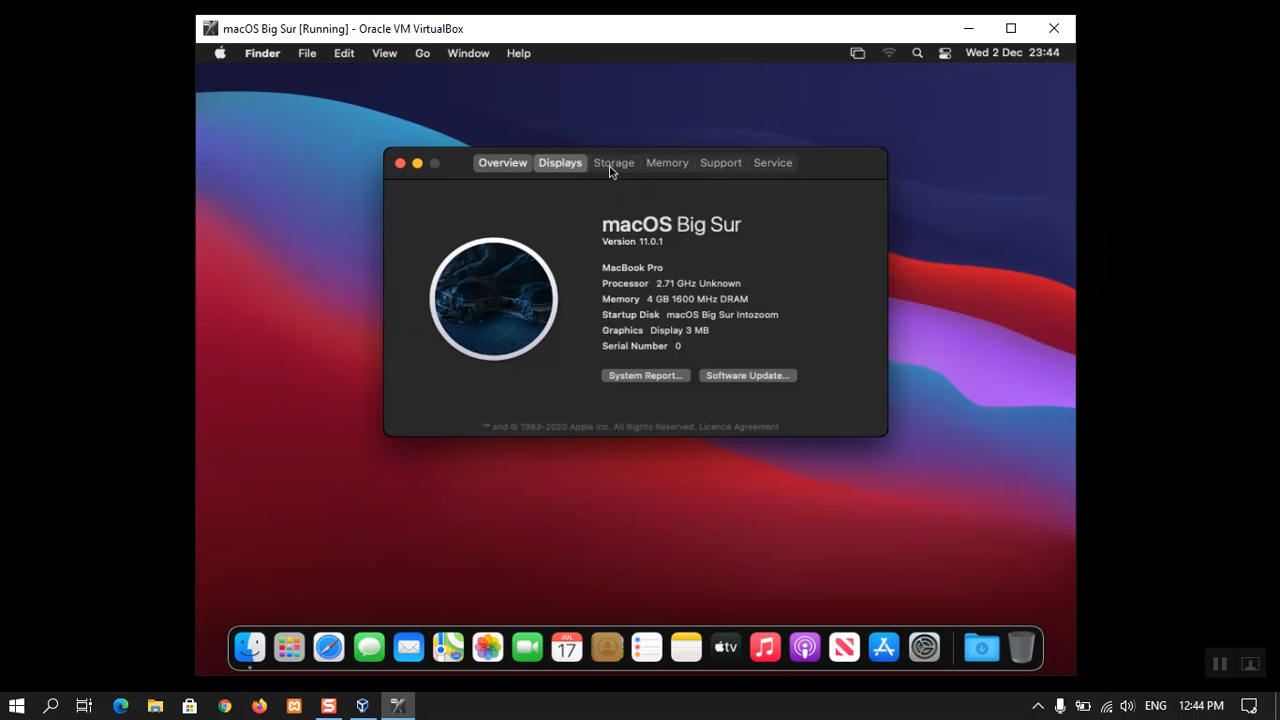 macOS Big Sur [Running] - Oracle VM VirtualBox
Finder File Edit View Go Window Help Wed 2 Dec 23:44
Overview Displays Storage Memory Support Service
macOS Big Sur
Version 11.0.1
MacBook Pro
Processor 2.71 GHz Unknown
Memory 4 GB 1600 MHz DRAM
Startup Disk macOS Big Sur Intozoom
Graphics Display 3 MB
Serial Number 0
System Report... Software Update...
™ and © 1983-2020 Apple Inc. All Rights Reserved. Licence Agreement
JUL
17
tv
ENG 12:44 PM